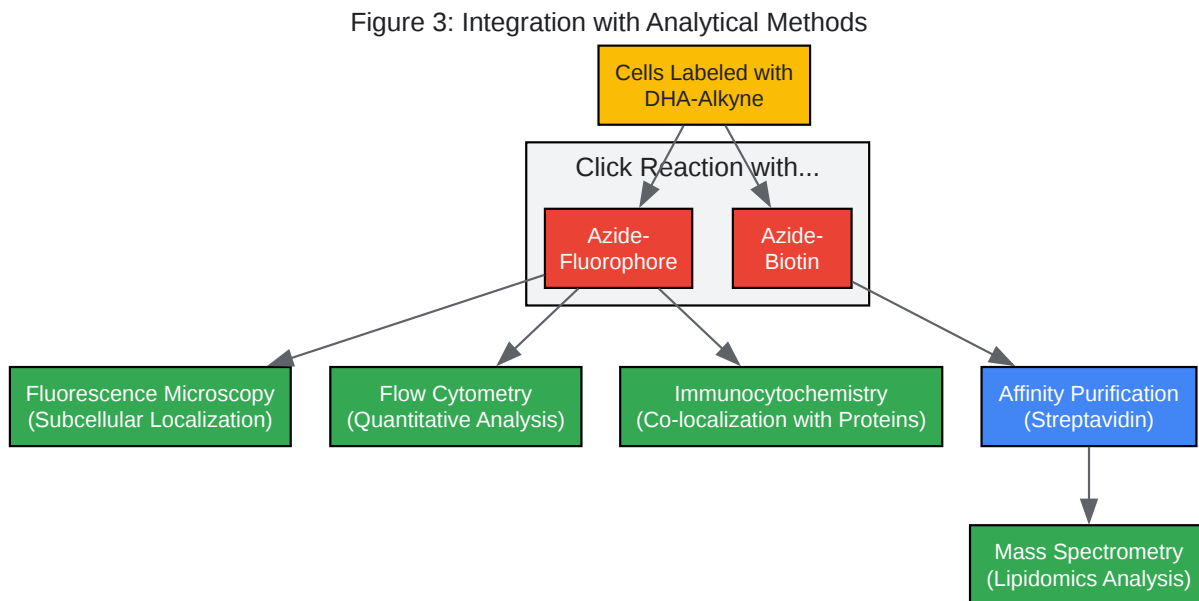 Figure 3: Integration with Analytical Methods
Cells Labeled with
DHA-Alkyne
Click Reaction with...
Azide-
Fluorophore
Azide-
Biotin
Fluorescence Microscopy
(Subcellular Localization)
Flow Cytometry
(Quantitative Analysis)
Immunocytochemistry
(Co-localization with Proteins)
Affinity Purification
(Streptavidin)
Mass Spectrometry
(Lipidomics Analysis)